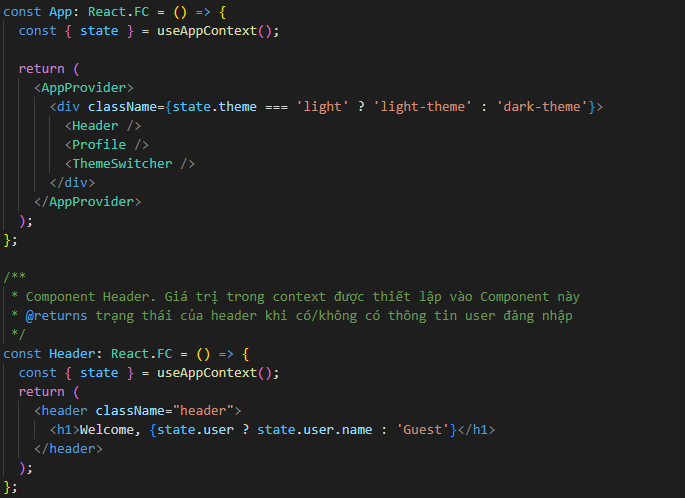 const App: React.FC = () => {
  const { state } = useAppContext();

  return (
    <AppProvider>
      <div className={state.theme === 'light' ? 'light-theme' : 'dark-theme'}>
        <Header />
        <Profile />
        <ThemeSwitcher />
      </div>
    </AppProvider>
  );
};

/**
 * Component Header. Giá trị trong context được thiết lập vào Component này
 * @returns trạng thái của header khi có/không có thông tin user đăng nhập
 */
const Header: React.FC = () => {
  const { state } = useAppContext();
  return (
    <header className="header">
      <h1>Welcome, {state.user ? state.user.name : 'Guest'}</h1>
    </header>
  );
};